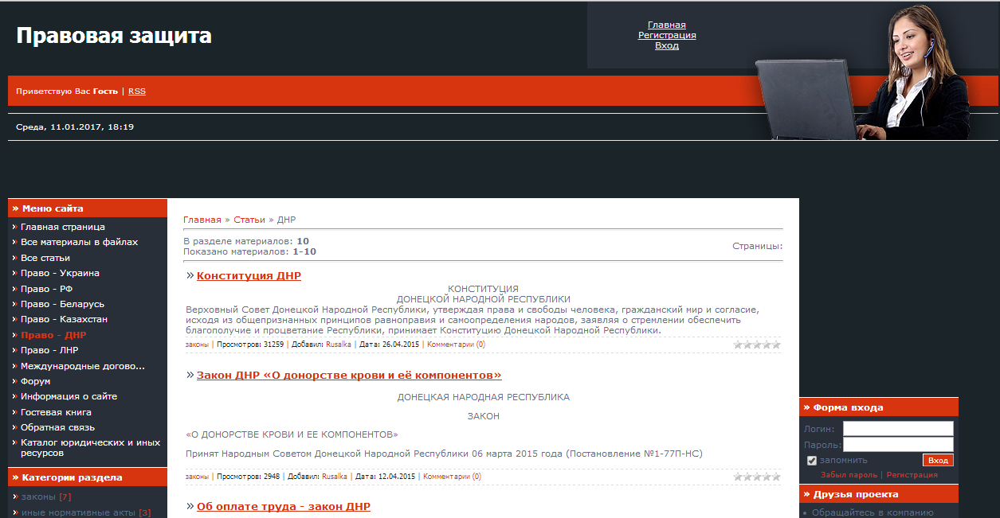 Правовая защита
Главная
Регистрация
Вход
Приветствую Вас Гость | RSS
Среда, 11.01.2017, 18:19
» Меню сайта
Главная страница
Все материалы в файлах
Все статьи
Право - Украина
Право - РФ
Право - Беларусь
Право - Казахстан
Право - ДНР
Право - ЛНР
Международные догово...
Форум
Информация о сайте
Гостевая книга
Обратная связь
Каталог юридических и иных
ресурсов
» Категории раздела
законы [7]
иные нормативные акты [3]
Главная » Статьи » ДНР
В разделе материалов: 10
Показано материалов: 1-10
Страницы:
» Конституция ДНР
КОНСТИТУЦИЯ
ДОНЕЦКОЙ НАРОДНОЙ РЕСПУБЛИКИ
Верховный Совет Донецкой Народной Республики, утверждая права и свободы человека, гражданский мир и согласие,
исходя из общепризнанных принципов равноправия и самоопределения народов, заявляя о стремлении обеспечить
благополучие и процветание Республики, принимает Конституцию Донецкой Народной Республики.
законы | Просмотров: 31259 | Добавил: Rusalka | Дата: 26.04.2015 | Комментарии (0)
» Закон ДНР «О донорстве крови и её компонентов»
ДОНЕЦКАЯ НАРОДНАЯ РЕСПУБЛИКА
ЗАКОН
«О ДОНОРСТВЕ КРОВИ И ЕЕ КОМПОНЕНТОВ»
Принят Народным Советом Донецкой Народной Республики 06 марта 2015 года (Постановление №1-77П-НС)
законы | Просмотров: 2948 | Добавил: Rusalka | Дата: 12.04.2015 | Комментарии (0)
» Об оплате труда - закон ДНР
» Форма входа
Логин:
Пароль:
запомнить
Вход
Забыл пароль | Регистрация
» Друзья проекта
• Обращайтесь в компанию